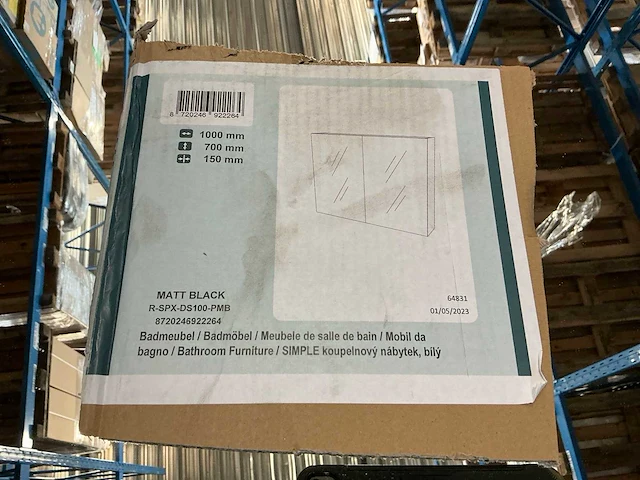 8 720246 922264
1000 mm
700 mm
150 mm
64831
01/05/2023
MATT BLACK
R-SPX-DS100-PMB
8720246922264
Badmeubel / Badmöbel / Meubele de salle de bain / Mobil da
bagno / Bathroom Furniture / SIMPLE koupelnový nábytek, bílý